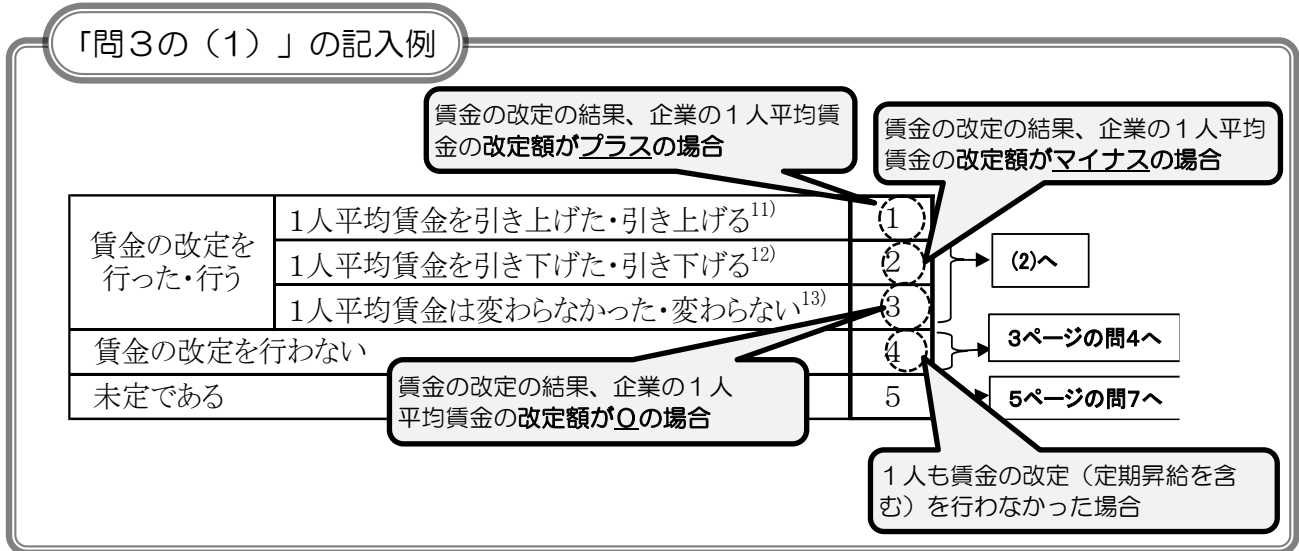 「問3の(1)」の記入例
賃金の改定の結果、企業の1人平均賃
金の改定額がプラスの場合
賃金の改定の結果、企業の1人平均
賃金の改定額がマイナスの場合
賃金の改定を
行った・行う
1人平均賃金を引き上げた・引き上げる11)
1
1人平均賃金を引き下げた・引き下げる12)
2
1人平均賃金は変わらなかった・変わらない13)
3
(2)へ
賃金の改定を行わない
4
3ページの問4へ
未定である
5
5ページの問7へ
賃金の改定の結果、企業の1人
平均賃金の改定額が0の場合
1人も賃金の改定(定期昇給を含
む)を行わなかった場合